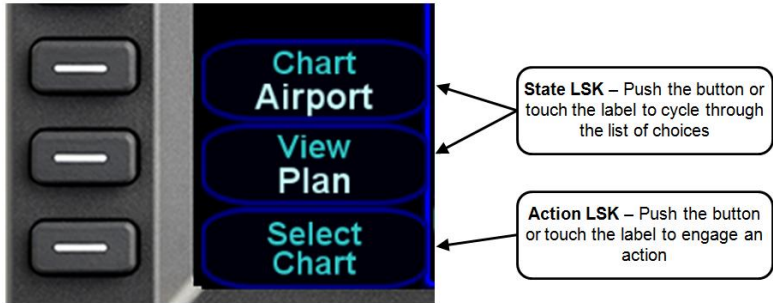 Chart
Airport
View
Plan
Select
Chart
State LSK – Push the button or
touch the label to cycle through
the list of choices
Action LSK – Push the button
or touch the label to engage an
action